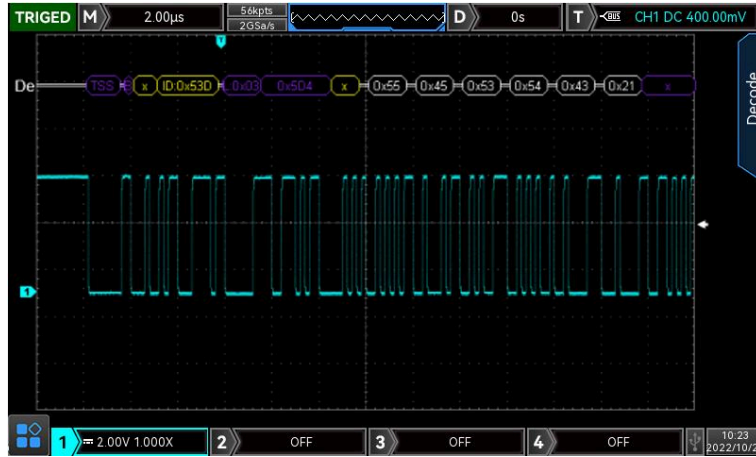 TRIGED M 2.00μs 56kpts D 0s T BUS CH1 DC 400.00mV
2GSa/s
T
Decode
De TSS x ID:0x53D L:0x03 0x5D4 x 0x55 0x45 0x53 0x54 0x43 0x21 x
1
1 2.00V 1.000X 2 OFF 3 OFF 4 OFF 10:23
2022/10/2